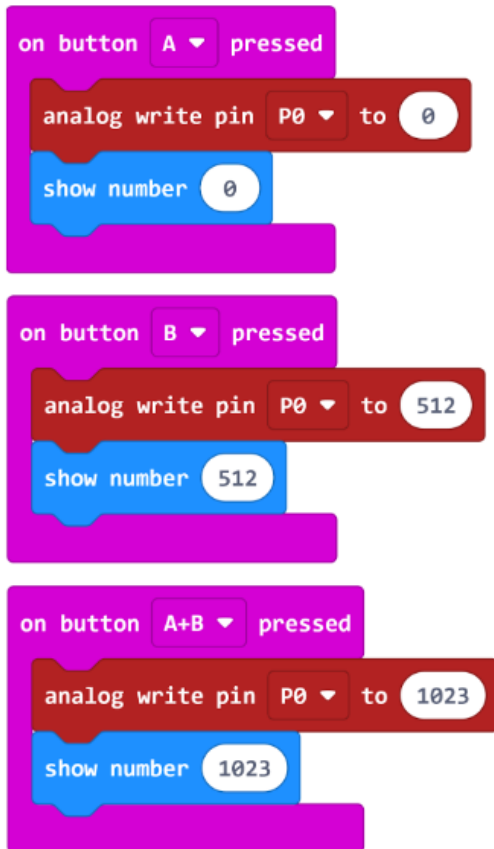 on button A pressed
analog write pin P0 to 0
show number 0
on button B pressed
analog write pin P0 to 512
show number 512
on button A+B pressed
analog write pin P0 to 1023
show number 1023